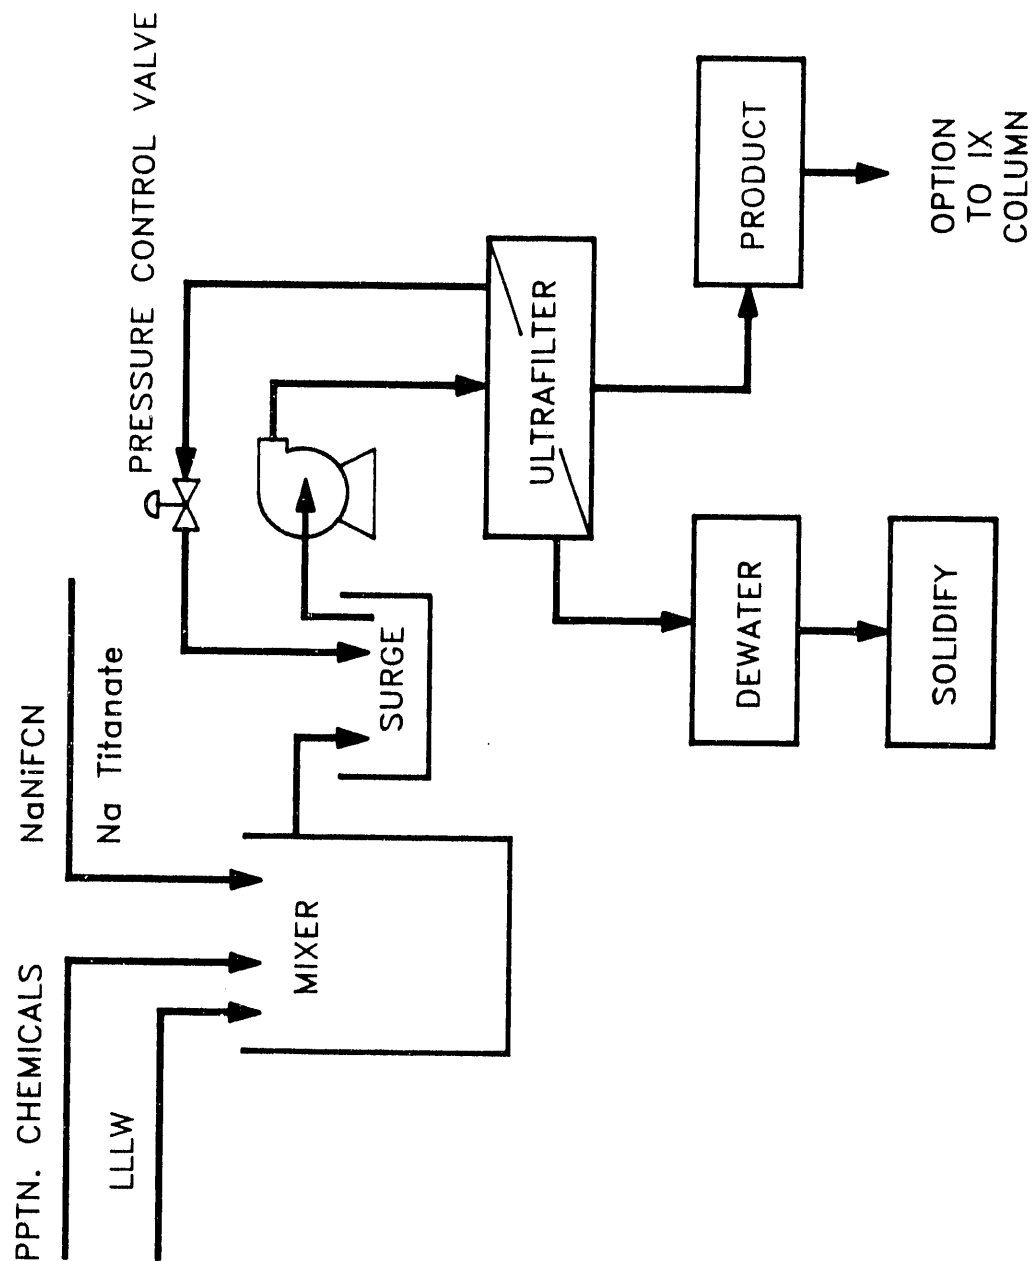 PPTN. CHEMICALS
NaNiFCN
PRESSURE CONTROL VALVE
LLLW
Na Titanate
MIXER
SURGE
ULTRAFILTER
DEWATER
PRODUCT
SOLIDIFY
OPTION
TO IX
COLUMN